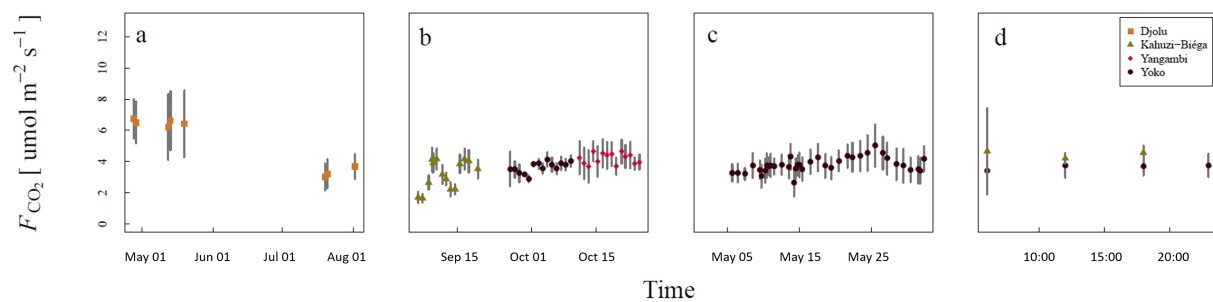 F CO₂ [ umol m⁻² s⁻¹ ]
12
10
8
6
4
2
0
a
b
c
d
Djolu
Kahuzi−Biéga
Yangambi
Yoko
May 01 Jun 01 Jul 01 Aug 01
Sep 15 Oct 01 Oct 15
May 05 May 15 May 25
10:00 15:00 20:00
Time